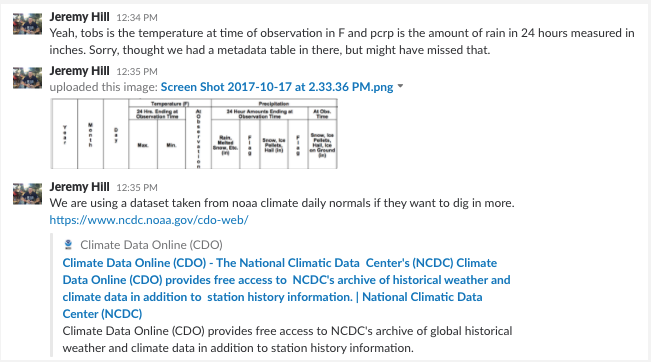 Jeremy Hill 12:34 PM
Yeah, tobs is the temperature at time of observation in F and pcrp is the amount of rain in 24 hours measured in
inches. Sorry, thought we had a metadata table in there, but might have missed that.
Jeremy Hill 12:35 PM
uploaded this image: Screen Shot 2017-10-17 at 2.33.36 PM.png
Temperature (F) Precipitation
24 Hrs. Ending at Observation Time
At Observation
24 Hour Amounts Ending at Observation Time
At Obs. Time
Year Month Day
Max. Min.
Rain, Melted Snow, Etc. (in)
Flag
Snow, Ice Pellets, Hail (in)
Flag
Snow, Ice Pellets, Hail, Ice on Ground (in)
Jeremy Hill 12:35 PM
We are using a dataset taken from noaa climate daily normals if they want to dig in more.
https://www.ncdc.noaa.gov/cdo-web/
Climate Data Online (CDO)
Climate Data Online (CDO) - The National Climatic Data Center's (NCDC) Climate
Data Online (CDO) provides free access to NCDC's archive of historical weather and
climate data in addition to station history information. | National Climatic Data
Center (NCDC)
Climate Data Online (CDO) provides free access to NCDC's archive of global historical
weather and climate data in addition to station history information.